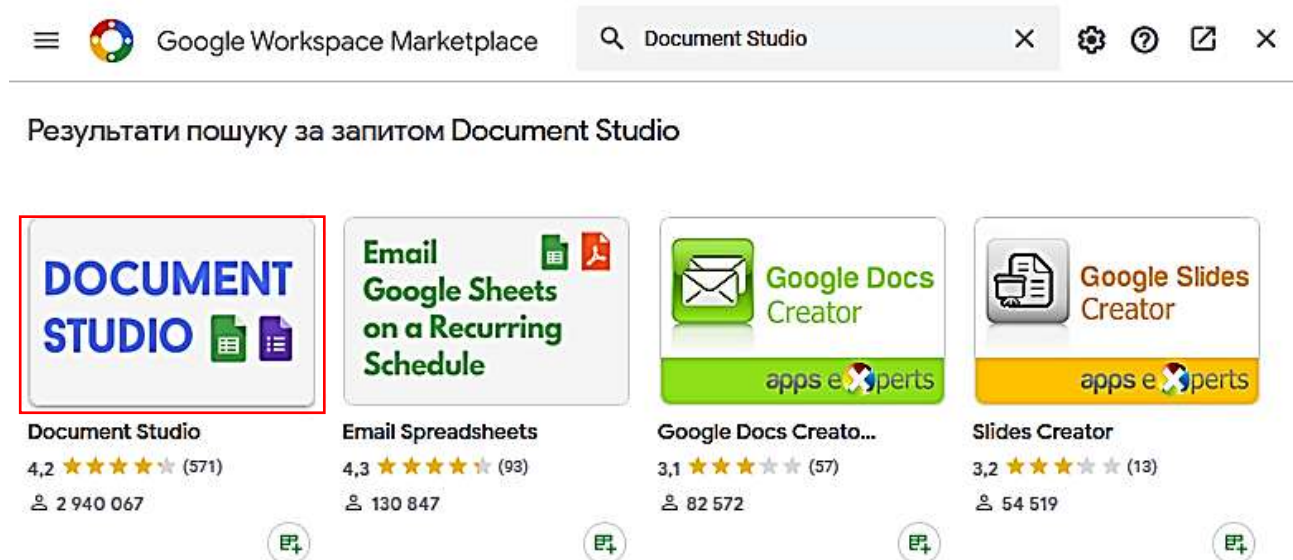 Google Workspace Marketplace
Document Studio
Результати пошуку за запитом Document Studio
DOCUMENT
STUDIO
Document Studio
4,2 (571)
2 940 067
Email
Google Sheets
on a Recurring
Schedule
Email Spreadsheets
4,3 (93)
130 847
Google Docs
Creator
apps experts
Google Docs Creato...
3,1 (57)
82 572
Google Slides
Creator
apps experts
Slides Creator
3,2 (13)
54 519